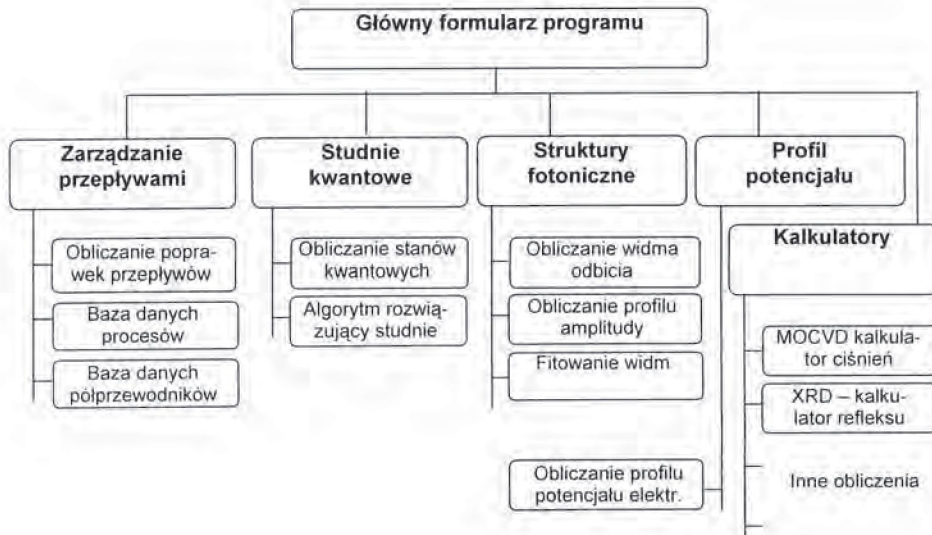 Główny formularz programu
Zarządzanie
przepływami
Obliczanie popra-
wek przepływów
Baza danych
procesów
Baza danych
półprzewodników
Studnie
kwantowe
Obliczanie stanów
kwantowych
Algorytm rozwią-
zujący studnie
Struktury
fotoniczne
Obliczanie widma
odbicia
Obliczanie profilu
amplitudy
Fitowanie widm
Profil
potencjału
Obliczanie profilu
potencjału elektr.
Kalkulatory
MOCVD kalkula-
tor ciśnień
XRD – kalku-
lator refleksu
Inne obliczenia